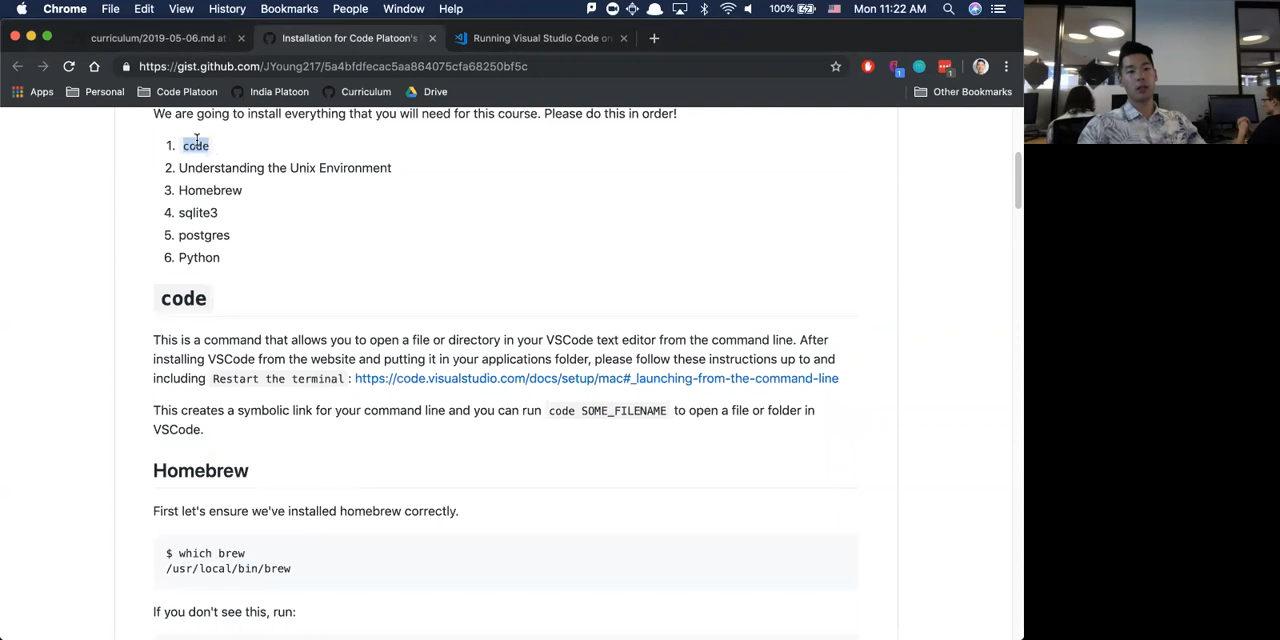 Chrome File Edit View History Bookmarks People Window Help 100% Mon 11:22 AM
curriculum/2019-05-06.md at Installation for Code Platoon's Running Visual Studio Code on
https://gist.github.com/JYoung217/5a4bfdfecac5aa864075cfa68250bf5c
Apps Personal Code Platoon India Platoon Curriculum Drive Other Bookmarks
We are going to install everything that you will need for this course. Please do this in order!
1. code
2. Understanding the Unix Environment
3. Homebrew
4. sqlite3
5. postgres
6. Python
code
This is a command that allows you to open a file or directory in your VSCode text editor from the command line. After
installing VSCode from the website and putting it in your applications folder, please follow these instructions up to and
including Restart the terminal: https://code.visualstudio.com/docs/setup/mac#_launching-from-the-command-line
This creates a symbolic link for your command line and you can run code SOME_FILENAME to open a file or folder in
VSCode.
Homebrew
First let's ensure we've installed homebrew correctly.
$ which brew
/usr/local/bin/brew
If you don't see this, run: